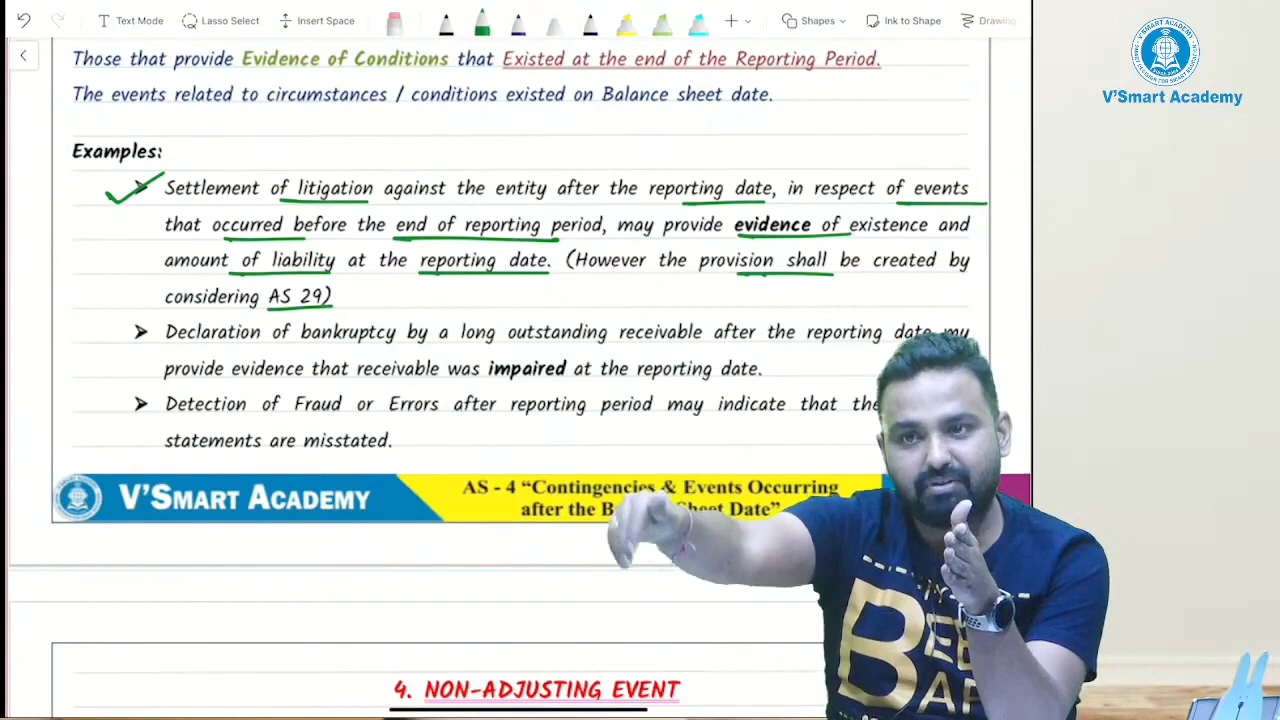 Text Mode Lasso Select Insert Space Shapes Ink to Shape Drawing
V'SMART ACADEMY
V'Smart Academy
Those that provide Evidence of Conditions that Existed at the end of the Reporting Period.
The events related to circumstances / conditions existed on Balance sheet date.
Examples:
Settlement of litigation against the entity after the reporting date, in respect of events
that occurred before the end of reporting period, may provide evidence of existence and
amount of liability at the reporting date. (However the provision shall be created by
considering AS 29)
Declaration of bankruptcy by a long outstanding receivable after the reporting date my
provide evidence that receivable was impaired at the reporting date.
Detection of Fraud or Errors after reporting period may indicate that
statements are misstated.
V'SMART ACADEMY
AS - 4 “Contingencies & Events Occurring
after the Sheet Date”
4. NON-ADJUSTING EVENT